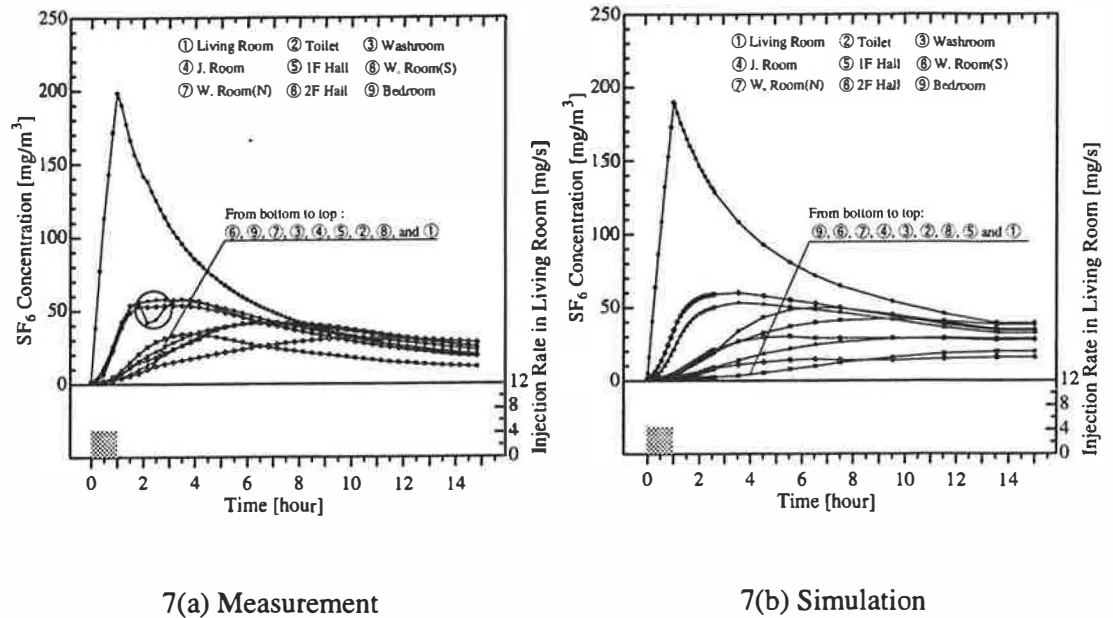 250
① Living Room ② Toilet ③ Washroom
④ J. Room ⑤ 1F Hall ⑥ W. Room(S)
⑦ W. Room(N) ⑧ 2F Hall ⑨ Bedroom
200
150
100
50
0
SF6 Concentration [mg/m3]
From bottom to top :
⑥, ⑨, ⑦, ③, ④, ⑤, ②, ⑧, and ①
12
8
4
0
Injection Rate in Living Room [mg/s]
0 2 4 6 8 10 12 14
Time [hour]
7(a) Measurement
250
① Living Room ② Toilet ③ Washroom
④ J. Room ⑤ 1F Hall ⑥ W. Room(S)
⑦ W. Room(N) ⑧ 2F Hall ⑨ Bedroom
200
150
100
50
0
SF6 Concentration [mg/m3]
From bottom to top:
⑨, ⑥, ⑦, ④, ③, ②, ⑧, ⑤ and ①
12
8
4
0
Injection Rate in Living Room [mg/s]
0 2 4 6 8 10 12 14
Time [hour]
7(b) Simulation